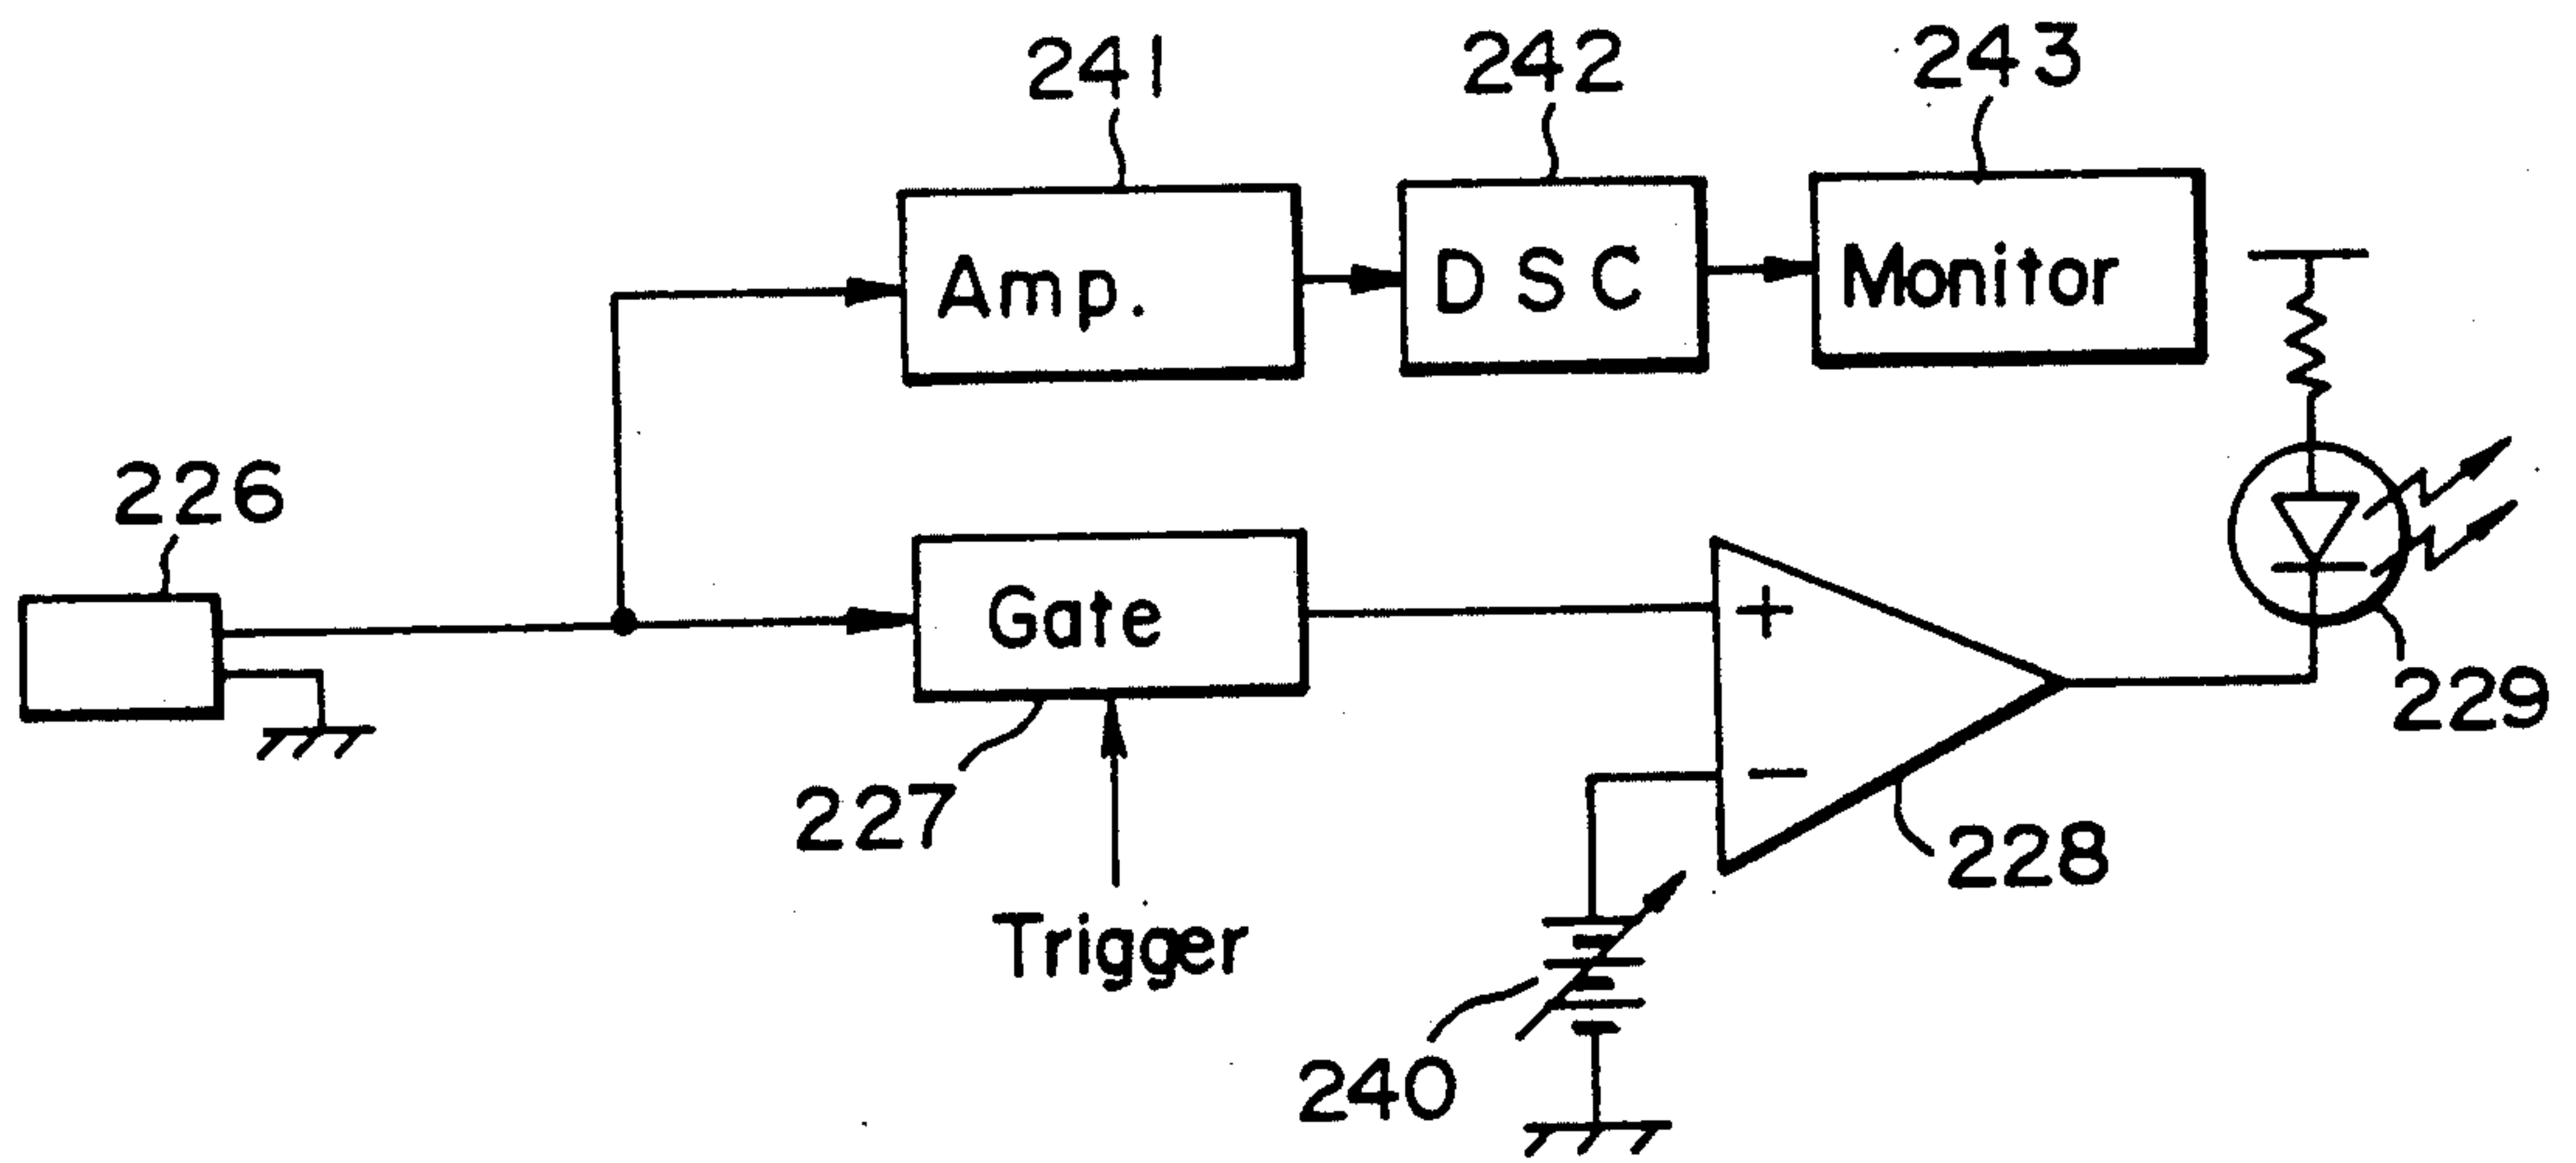 241
242
243
Amp.
DSC
Monitor
226
Gate
+
229
227
−
228
Trigger
240